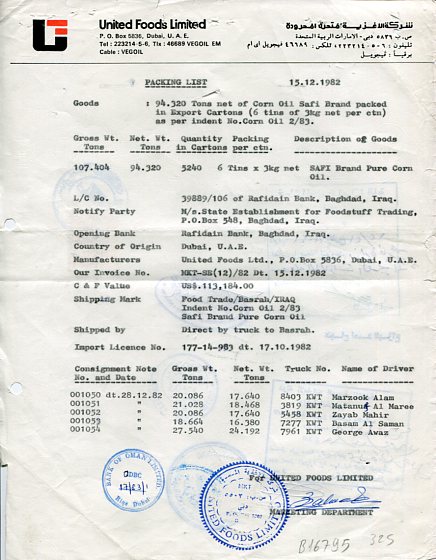 United Foods Limited
P. O. Box 5836, Dubai, U. A. E.
Tel : 223214-5-6, Tlx : 46689 VEGOIL EM
Cable : VEGOIL
شركة الأغذية المتحدة المحدودة
ص. ب ٥٨٣٦ دبي - الامارات العربية المتحدة
PACKING LIST 15.12.1982
Goods : 94.320 Tons net of Corn Oil Safi Brand packed
in Export Cartons (6 tins of 3kg net per ctn)
as per indent No.Corn Oil 2/83.
Gross Wt. Net. Wt. Quantity Packing Description of Goods
Tons Tons in Cartons per ctn.
107.404 94.320 5240 6 Tins x 3kg net SAFI Brand Pure Corn
Oil.
L/C No. 39889/106 of Rafidain Bank, Baghdad, Iraq.
Notify Party M/s.State Establishment for Foodstuff Trading,
P.O.Box 548, Baghdad, Iraq.
Opening Bank Rafidain Bank, Baghdad, Iraq.
Country of Origin Dubai, U.A.E.
Manufacturers United Foods Ltd., P.O.Box 5836, Dubai, U.A.E.
Our Invoice No. MKT-SE(12)/82 Dt. 15.12.1982
C & F Value US$.113,184.00
Shipping Mark Food Trade/Basrah/IRAQ
Indent No.Corn Oil 2/83
Safi Brand Pure Corn Oil
Shipped by Direct by truck to Basrah.
Import Licence No. 177-14-983 dt. 17.10.1982
Consignment Note Gross Wt. Net. Wt. Truck No. Name of Driver
No. and Date Tons Tons
001050 dt.28.12.82 20.086 17.640 8403 KWT Marzook Alam
001051 " 21.028 18.468 3819 KWT Al Maree
001052 " 20.086 17.640 5458 KWT Zayab Mahir
001053 " 18.664 16.380 7277 KWT Basam Al Saman
001054 " 27.540 24.192 7961 KWT George Awaz
BANK OF OMAN LIMITED
Dubai
MKT
UNITED FOODS LIMITED
For UNITED FOODS LIMITED
MARKETING DEPARTMENT
B16795 325